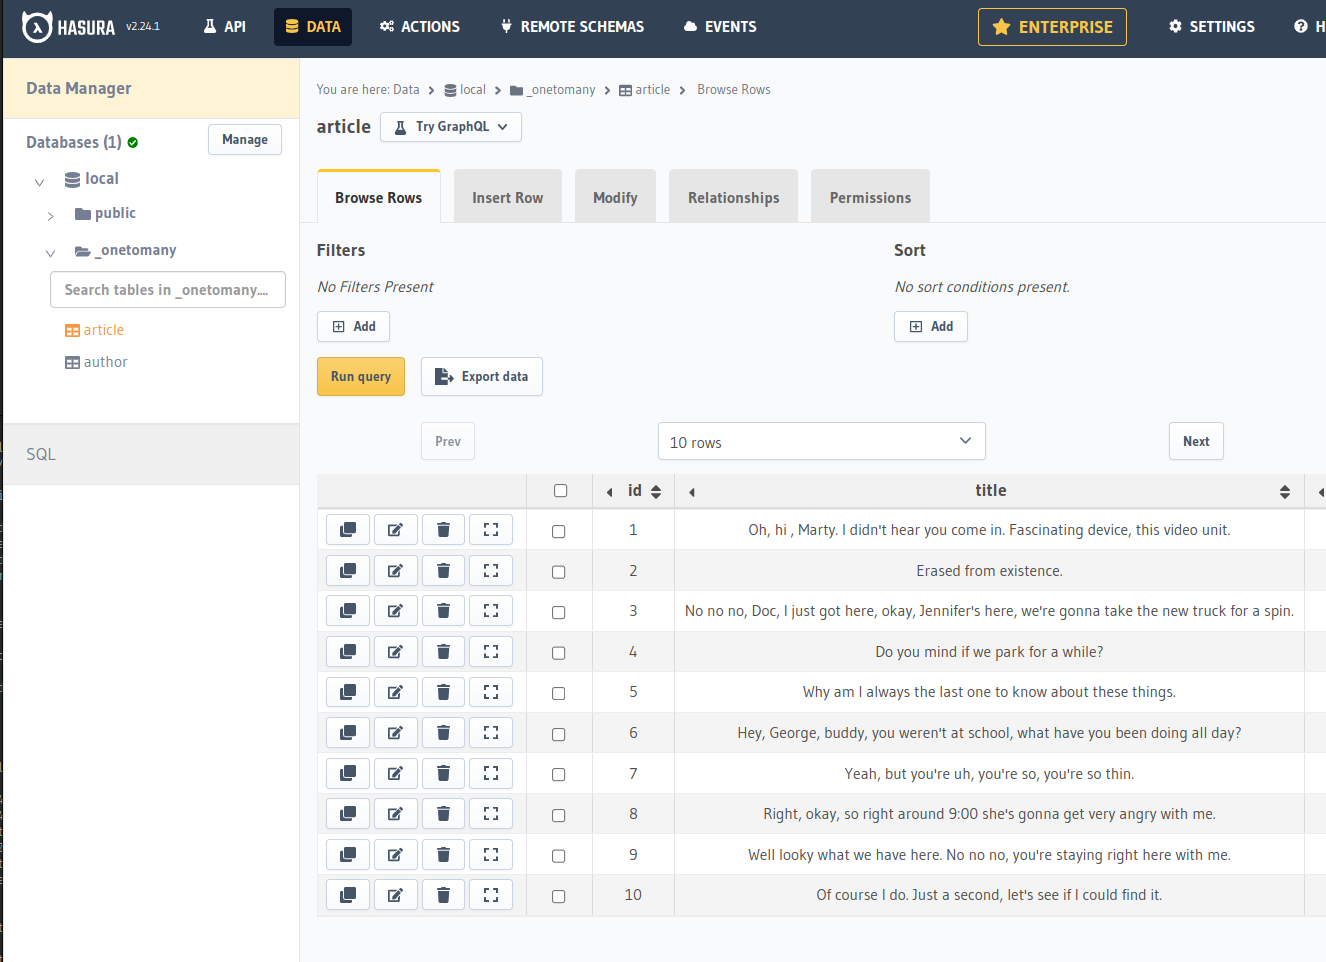 HASURA v2.24.1 API DATA ACTIONS REMOTE SCHEMAS EVENTS ENTERPRISE SETTINGS H
Data Manager
Databases (1) Manage
local
public
_onetomany
Search tables in _onetomany....
article
author
SQL
You are here: Data local _onetomany article Browse Rows
article Try GraphQL
Browse Rows Insert Row Modify Relationships Permissions
Filters Sort
No Filters Present No sort conditions present.
Add Add
Run query Export data
Prev 10 rows Next
id title
1 Oh, hi , Marty. I didn't hear you come in. Fascinating device, this video unit.
2 Erased from existence.
3 No no no, Doc, I just got here, okay, Jennifer's here, we're gonna take the new truck for a spin.
4 Do you mind if we park for a while?
5 Why am I always the last one to know about these things.
6 Hey, George, buddy, you weren't at school, what have you been doing all day?
7 Yeah, but you're uh, you're so, you're so thin.
8 Right, okay, so right around 9:00 she's gonna get very angry with me.
9 Well looky what we have here. No no no, you're staying right here with me.
10 Of course I do. Just a second, let's see if I could find it.